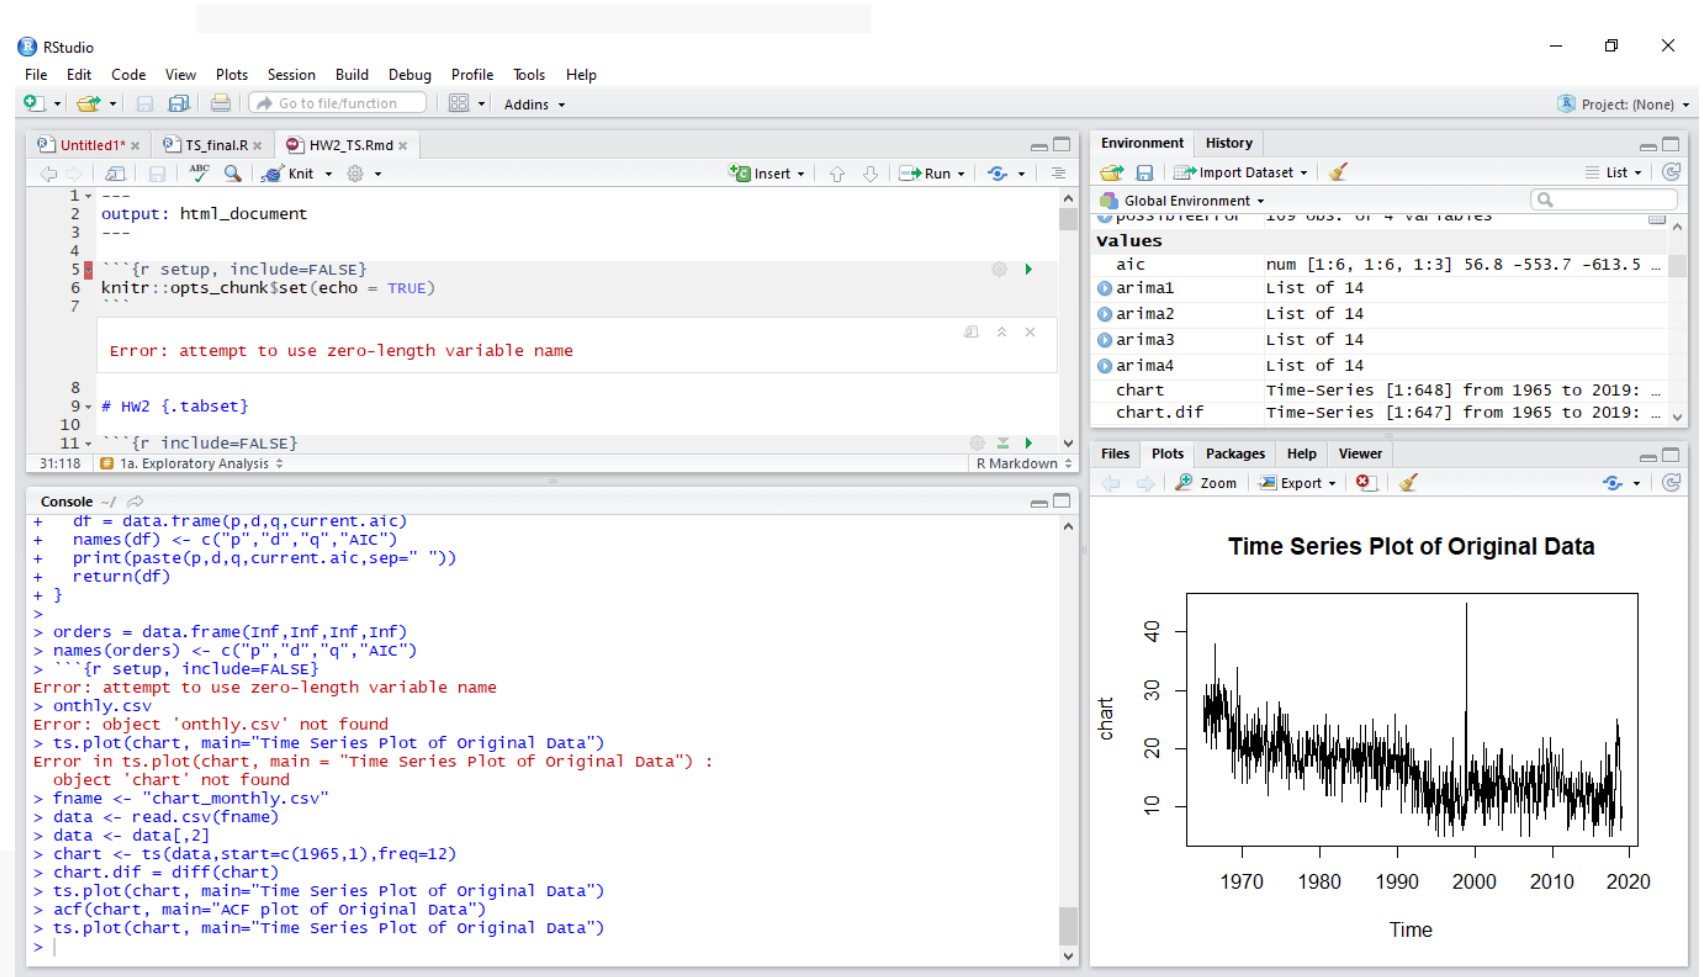 RStudio
File Edit Code View Plots Session Build Debug Profile Tools Help
Go to file/function Addins Project: (None)
Untitled1* TS_final.R HW2_TS.Rmd
ABC Knit Insert Run
1 ---
2 output: html_document
3 ---
4
5 ```{r setup, include=FALSE}
6 knitr::opts_chunk$set(echo = TRUE)
7 ```
Error: attempt to use zero-length variable name
8
9 # HW2 {.tabset}
10
11 ```{r include=FALSE}
31:118 # 1a. Exploratory Analysis R Markdown
Console ~/
+ df = data.frame(p,d,q,current.aic)
+ names(df) <- c("p","d","q","AIC")
+ print(paste(p,d,q,current.aic,sep=" "))
+ return(df)
+ }
>
> orders = data.frame(Inf,Inf,Inf,Inf)
> names(orders) <- c("p","d","q","AIC")
> ```{r setup, include=FALSE}
Error: attempt to use zero-length variable name
> onthly.csv
Error: object 'onthly.csv' not found
> ts.plot(chart, main="Time Series Plot of Original Data")
Error in ts.plot(chart, main = "Time Series Plot of Original Data") :
object 'chart' not found
> fname <- "chart_monthly.csv"
> data <- read.csv(fname)
> data <- data[,2]
> chart <- ts(data,start=c(1965,1),freq=12)
> chart.dif = diff(chart)
> ts.plot(chart, main="Time Series Plot of Original Data")
> acf(chart, main="ACF plot of Original Data")
> ts.plot(chart, main="Time Series Plot of Original Data")
>
Environment History
Import Dataset List
Global Environment
possibleError 109 obs. of 4 variables
Values
aic num [1:6, 1:6, 1:3] 56.8 -553.7 -613.5 …
arima1 List of 14
arima2 List of 14
arima3 List of 14
arima4 List of 14
chart Time-Series [1:648] from 1965 to 2019: …
chart.dif Time-Series [1:647] from 1965 to 2019: …
Files Plots Packages Help Viewer
Zoom Export
Time Series Plot of Original Data
chart
40
30
20
10
1970 1980 1990 2000 2010 2020
Time